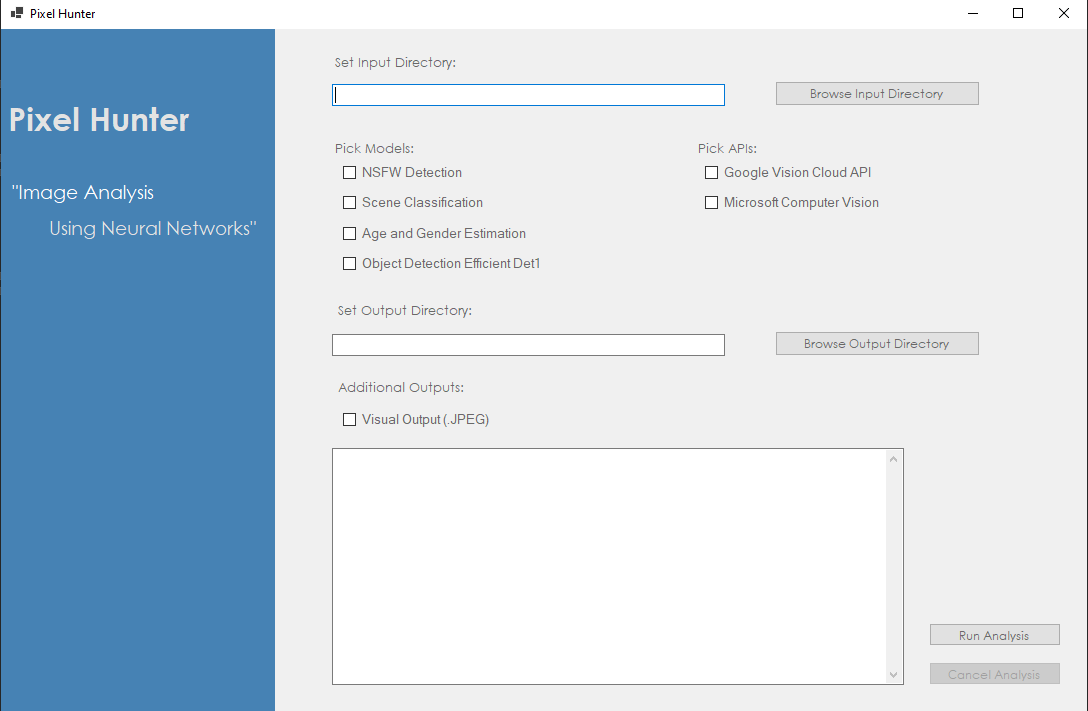 Pixel Hunter
Pixel Hunter
"Image Analysis
Using Neural Networks"
Set Input Directory:
Browse Input Directory
Pick Models:
NSFW Detection
Scene Classification
Age and Gender Estimation
Object Detection Efficient Det1
Pick APIs:
Google Vision Cloud API
Microsoft Computer Vision
Set Output Directory:
Browse Output Directory
Additional Outputs:
Visual Output (.JPEG)
Run Analysis
Cancel Analysis